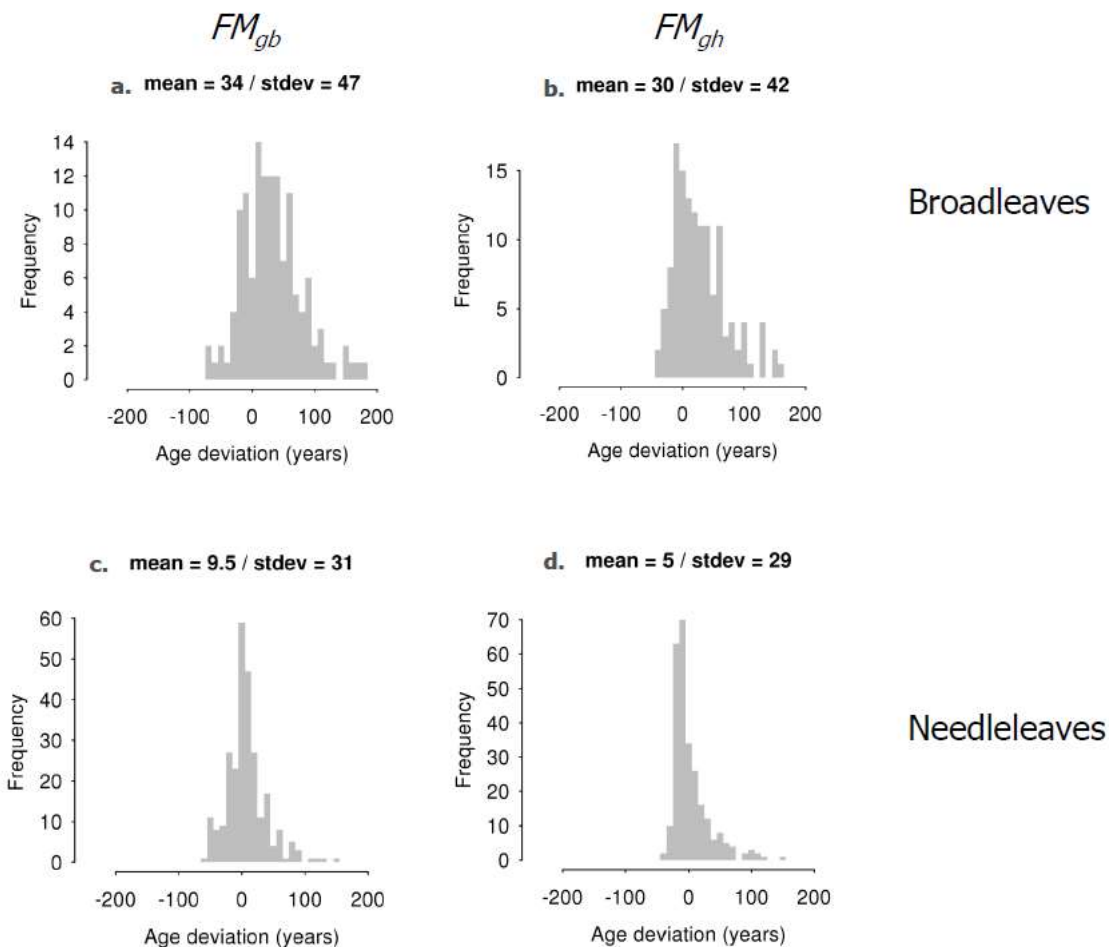 FMgb
FMgh
a. mean = 34 / stdev = 47
b. mean = 30 / stdev = 42
14
12
10
8
6
4
2
0
Frequency
-200 -100 0 100 200
Age deviation (years)
15
10
5
0
Frequency
-200 -100 0 100 200
Age deviation (years)
Broadleaves
c. mean = 9.5 / stdev = 31
d. mean = 5 / stdev = 29
60
50
40
30
20
10
0
Frequency
-200 -100 0 100 200
Age deviation (years)
70
60
50
40
30
20
10
0
Frequency
-200 -100 0 100 200
Age deviation (years)
Needleleaves